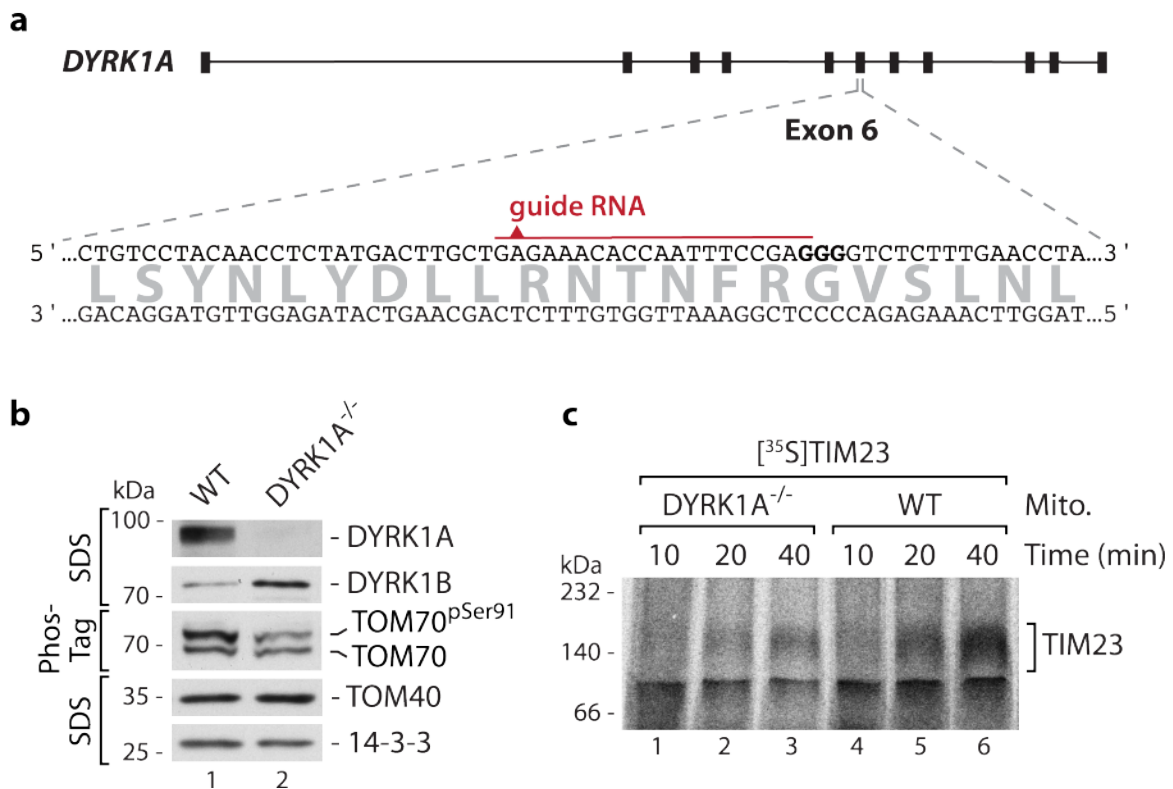 a
DYRK1A
Exon 6
guide RNA
5 ' ...CTGTCCTACAACCTCTATGACTTGCTGAGAAACACCAATTTCCGAGGGGTCTCTTTGAACCTA...3 '
L S Y N L Y D L L R N T N F R G V S L N L
3 ' ...GACAGGATGTTGGAGATACTGAACGACTCTTTGTGGTTAAAGGCTCCCCAGAGAAACTTGGAT...5 '
b
kDa WT DYRK1A-/-
SDS
100 - - DYRK1A
70 - - DYRK1B
Phos-Tag
70 - TOM70pSer91
TOM70
SDS
35 - - TOM40
25 - - 14-3-3
1 2
c
[35S]TIM23
DYRK1A-/- WT Mito.
10 20 40 10 20 40 Time (min)
kDa
232 -
140 - TIM23
66 -
1 2 3 4 5 6